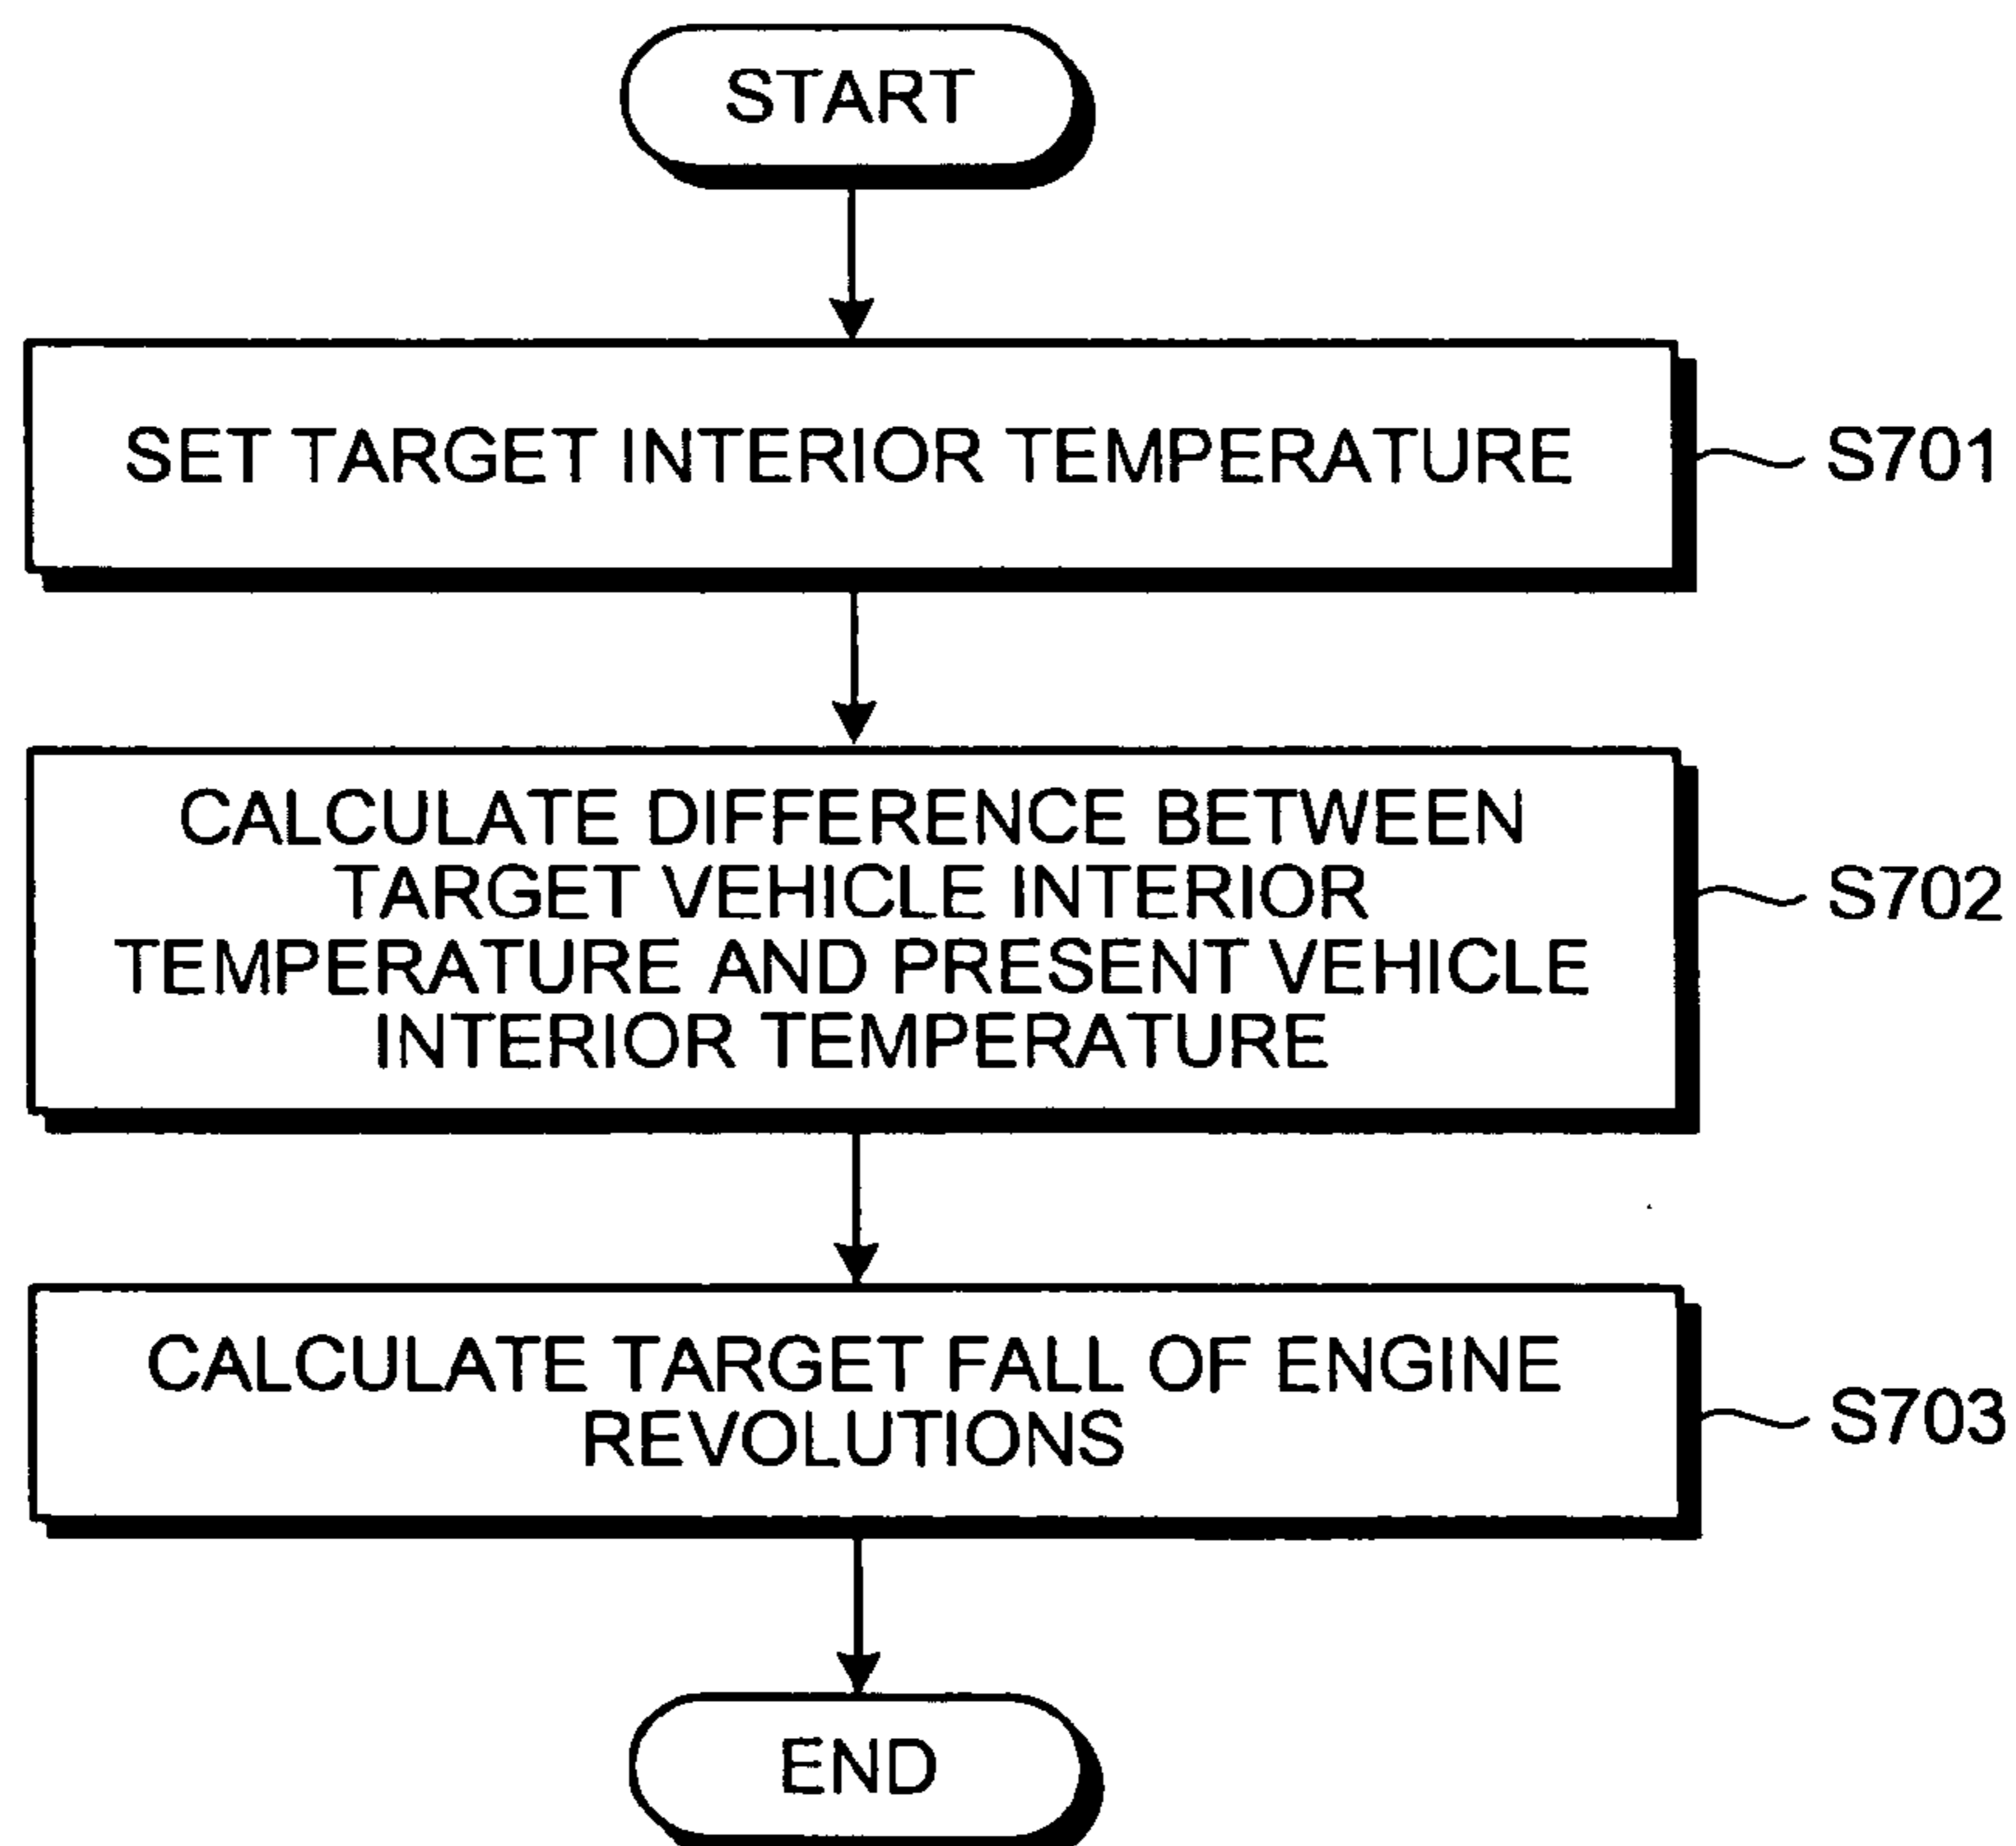 START
SET TARGET INTERIOR TEMPERATURE
S701
CALCULATE DIFFERENCE BETWEEN
TARGET VEHICLE INTERIOR
TEMPERATURE AND PRESENT VEHICLE
INTERIOR TEMPERATURE
S702
CALCULATE TARGET FALL OF ENGINE
REVOLUTIONS
S703
END